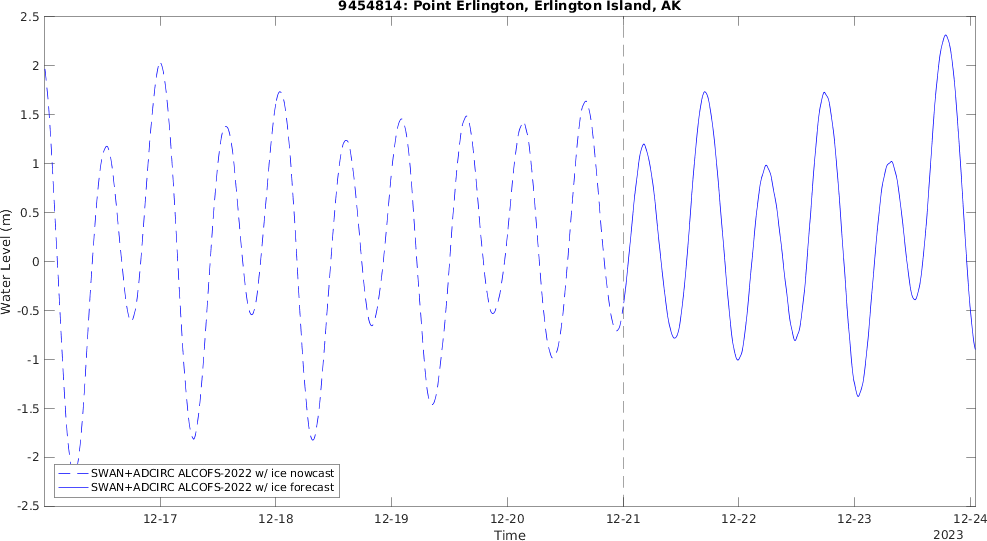 9454814: Point Erlington, Erlington Island, AK
2.5
2
1.5
1
0.5
0
-0.5
-1
-1.5
-2
-2.5
Water Level (m)
SWAN+ADCIRC ALCOFS-2022 w/ ice nowcast
SWAN+ADCIRC ALCOFS-2022 w/ ice forecast
12-17 12-18 12-19 12-20 12-21 12-22 12-23 12-24
Time
2023